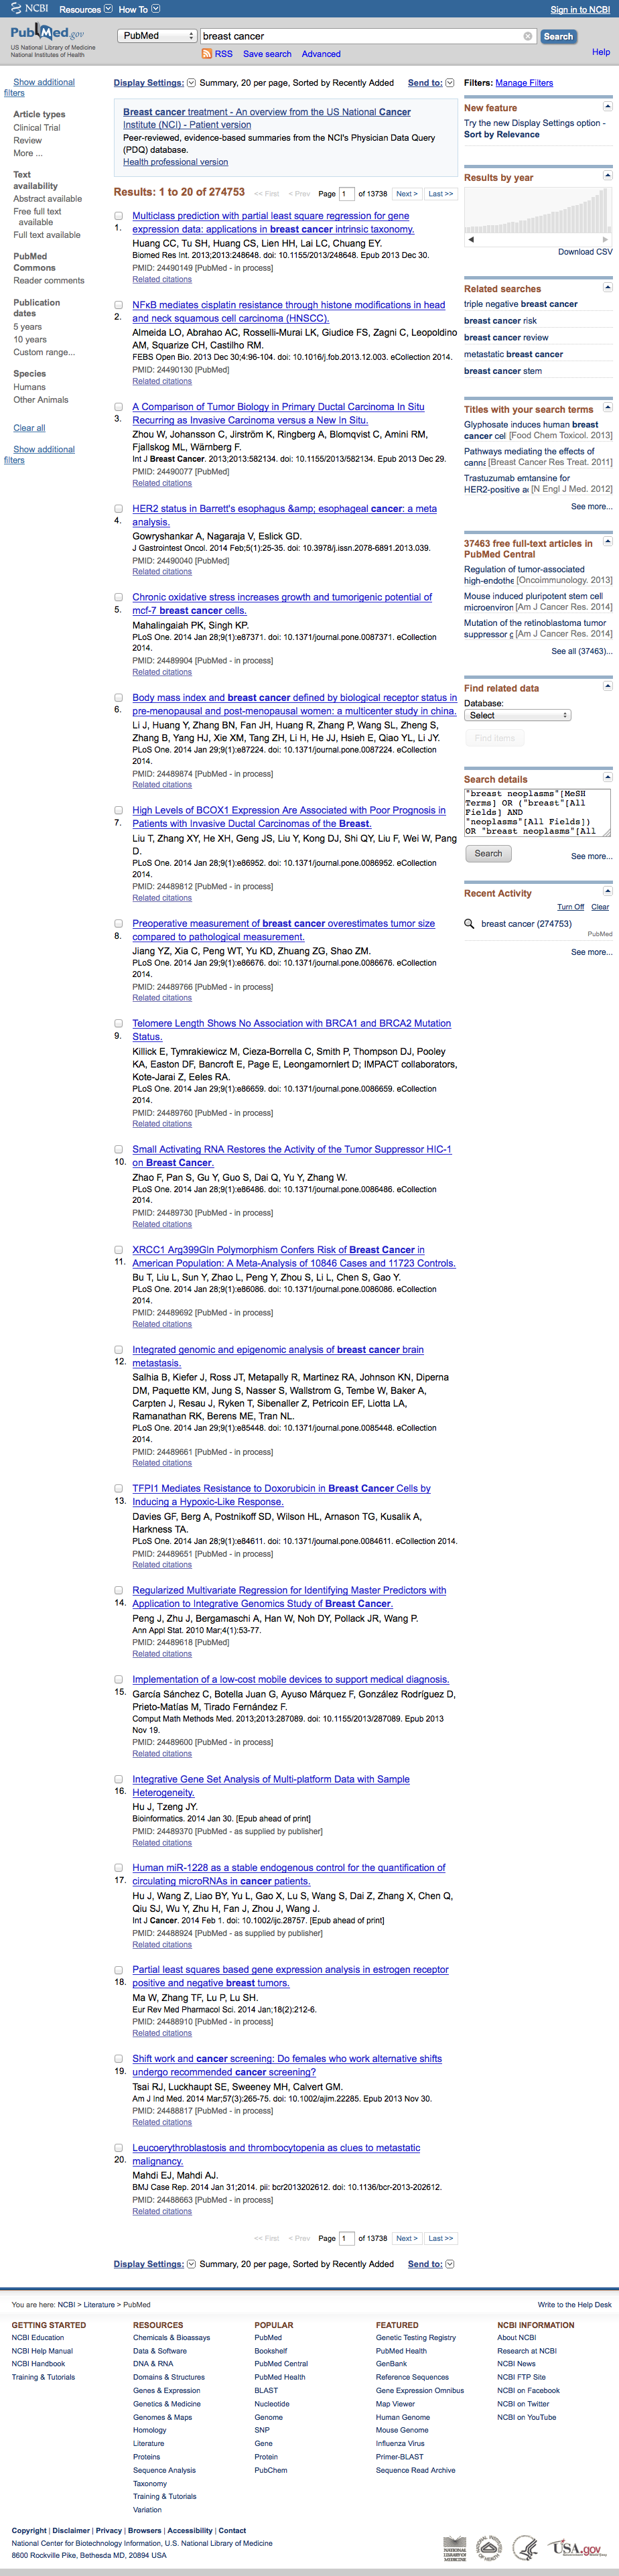 NCBI Resources How To Sign in to NCBI
PubMed.gov
US National Library of Medicine
National Institutes of Health
PubMed breast cancer Search
RSS Save search Advanced Help
Show additional filters
Article types
Clinical Trial
Review
More ...
Text availability
Abstract available
Free full text available
Full text available
PubMed Commons
Reader comments
Publication dates
5 years
10 years
Custom range...
Species
Humans
Other Animals
Clear all
Show additional filters
Display Settings: Summary, 20 per page, Sorted by Recently Added Send to:
Breast cancer treatment - An overview from the US National Cancer
Institute (NCI) - Patient version
Peer-reviewed, evidence-based summaries from the NCI's Physician Data Query
(PDQ) database.
Health professional version
Results: 1 to 20 of 274753 << First < Prev Page 1 of 13738 Next > Last >>
Multiclass prediction with partial least square regression for gene
1. expression data: applications in breast cancer intrinsic taxonomy.
Huang CC, Tu SH, Huang CS, Lien HH, Lai LC, Chuang EY.
Biomed Res Int. 2013;2013:248648. doi: 10.1155/2013/248648. Epub 2013 Dec 30.
PMID: 24490149 [PubMed - in process]
Related citations
NFκB mediates cisplatin resistance through histone modifications in head
2. and neck squamous cell carcinoma (HNSCC).
Almeida LO, Abrahao AC, Rosselli-Murai LK, Giudice FS, Zagni C, Leopoldino
AM, Squarize CH, Castilho RM.
FEBS Open Bio. 2013 Dec 30;4:96-104. doi: 10.1016/j.fob.2013.12.003. eCollection 2014.
PMID: 24490130 [PubMed]
Related citations
A Comparison of Tumor Biology in Primary Ductal Carcinoma In Situ
3. Recurring as Invasive Carcinoma versus a New In Situ.
Zhou W, Johansson C, Jirström K, Ringberg A, Blomqvist C, Amini RM,
Fjallskog ML, Wärnberg F.
Int J Breast Cancer. 2013;2013:582134. doi: 10.1155/2013/582134. Epub 2013 Dec 29.
PMID: 24490077 [PubMed]
Related citations
HER2 status in Barrett's esophagus &amp; esophageal cancer: a meta
4. analysis.
Gowryshankar A, Nagaraja V, Eslick GD.
J Gastrointest Oncol. 2014 Feb;5(1):25-35. doi: 10.3978/j.issn.2078-6891.2013.039.
PMID: 24490040 [PubMed]
Related citations
Chronic oxidative stress increases growth and tumorigenic potential of
5. mcf-7 breast cancer cells.
Mahalingaiah PK, Singh KP.
PLoS One. 2014 Jan 28;9(1):e87371. doi: 10.1371/journal.pone.0087371. eCollection
2014.
PMID: 24489904 [PubMed - in process]
Related citations
Body mass index and breast cancer defined by biological receptor status in
6. pre-menopausal and post-menopausal women: a multicenter study in china.
Li J, Huang Y, Zhang BN, Fan JH, Huang R, Zhang P, Wang SL, Zheng S,
Zhang B, Yang HJ, Xie XM, Tang ZH, Li H, He JJ, Hsieh E, Qiao YL, Li JY.
PLoS One. 2014 Jan 29;9(1):e87224. doi: 10.1371/journal.pone.0087224. eCollection
2014.
PMID: 24489874 [PubMed - in process]
Related citations
High Levels of BCOX1 Expression Are Associated with Poor Prognosis in
7. Patients with Invasive Ductal Carcinomas of the Breast.
Liu T, Zhang XY, He XH, Geng JS, Liu Y, Kong DJ, Shi QY, Liu F, Wei W, Pang
D.
PLoS One. 2014 Jan 28;9(1):e86952. doi: 10.1371/journal.pone.0086952. eCollection
2014.
PMID: 24489812 [PubMed - in process]
Related citations
Preoperative measurement of breast cancer overestimates tumor size
8. compared to pathological measurement.
Jiang YZ, Xia C, Peng WT, Yu KD, Zhuang ZG, Shao ZM.
PLoS One. 2014 Jan 29;9(1):e86676. doi: 10.1371/journal.pone.0086676. eCollection
2014.
PMID: 24489766 [PubMed - in process]
Related citations
Telomere Length Shows No Association with BRCA1 and BRCA2 Mutation
9. Status.
Killick E, Tymrakiewicz M, Cieza-Borrella C, Smith P, Thompson DJ, Pooley
KA, Easton DF, Bancroft E, Page E, Leongamornlert D; IMPACT collaborators,
Kote-Jarai Z, Eeles RA.
PLoS One. 2014 Jan 29;9(1):e86659. doi: 10.1371/journal.pone.0086659. eCollection
2014.
PMID: 24489760 [PubMed - in process]
Related citations
Small Activating RNA Restores the Activity of the Tumor Suppressor HIC-1
10. on Breast Cancer.
Zhao F, Pan S, Gu Y, Guo S, Dai Q, Yu Y, Zhang W.
PLoS One. 2014 Jan 28;9(1):e86486. doi: 10.1371/journal.pone.0086486. eCollection
2014.
PMID: 24489730 [PubMed - in process]
Related citations
XRCC1 Arg399Gln Polymorphism Confers Risk of Breast Cancer in
11. American Population: A Meta-Analysis of 10846 Cases and 11723 Controls.
Bu T, Liu L, Sun Y, Zhao L, Peng Y, Zhou S, Li L, Chen S, Gao Y.
PLoS One. 2014 Jan 28;9(1):e86086. doi: 10.1371/journal.pone.0086086. eCollection
2014.
PMID: 24489692 [PubMed - in process]
Related citations
Integrated genomic and epigenomic analysis of breast cancer brain
12. metastasis.
Salhia B, Kiefer J, Ross JT, Metapally R, Martinez RA, Johnson KN, Diperna
DM, Paquette KM, Jung S, Nasser S, Wallstrom G, Tembe W, Baker A,
Carpten J, Resau J, Ryken T, Sibenaller Z, Petricoin EF, Liotta LA,
Ramanathan RK, Berens ME, Tran NL.
PLoS One. 2014 Jan 29;9(1):e85448. doi: 10.1371/journal.pone.0085448. eCollection
2014.
PMID: 24489661 [PubMed - in process]
Related citations
TFPI1 Mediates Resistance to Doxorubicin in Breast Cancer Cells by
13. Inducing a Hypoxic-Like Response.
Davies GF, Berg A, Postnikoff SD, Wilson HL, Arnason TG, Kusalik A,
Harkness TA.
PLoS One. 2014 Jan 28;9(1):e84611. doi: 10.1371/journal.pone.0084611. eCollection 2014.
PMID: 24489651 [PubMed - in process]
Related citations
Regularized Multivariate Regression for Identifying Master Predictors with
14. Application to Integrative Genomics Study of Breast Cancer.
Peng J, Zhu J, Bergamaschi A, Han W, Noh DY, Pollack JR, Wang P.
Ann Appl Stat. 2010 Mar;4(1):53-77.
PMID: 24489618 [PubMed]
Related citations
Implementation of a low-cost mobile devices to support medical diagnosis.
15. García Sánchez C, Botella Juan G, Ayuso Márquez F, González Rodríguez D,
Prieto-Matías M, Tirado Fernández F.
Comput Math Methods Med. 2013;2013:287089. doi: 10.1155/2013/287089. Epub 2013
Nov 19.
PMID: 24489600 [PubMed - in process]
Related citations
Integrative Gene Set Analysis of Multi-platform Data with Sample
16. Heterogeneity.
Hu J, Tzeng JY.
Bioinformatics. 2014 Jan 30. [Epub ahead of print]
PMID: 24489370 [PubMed - as supplied by publisher]
Related citations
Human miR-1228 as a stable endogenous control for the quantification of
17. circulating microRNAs in cancer patients.
Hu J, Wang Z, Liao BY, Yu L, Gao X, Lu S, Wang S, Dai Z, Zhang X, Chen Q,
Qiu SJ, Wu Y, Zhu H, Fan J, Zhou J, Wang J.
Int J Cancer. 2014 Feb 1. doi: 10.1002/ijc.28757. [Epub ahead of print]
PMID: 24488924 [PubMed - as supplied by publisher]
Related citations
Partial least squares based gene expression analysis in estrogen receptor
18. positive and negative breast tumors.
Ma W, Zhang TF, Lu P, Lu SH.
Eur Rev Med Pharmacol Sci. 2014 Jan;18(2):212-6.
PMID: 24488910 [PubMed - in process]
Related citations
Shift work and cancer screening: Do females who work alternative shifts
19. undergo recommended cancer screening?
Tsai RJ, Luckhaupt SE, Sweeney MH, Calvert GM.
Am J Ind Med. 2014 Mar;57(3):265-75. doi: 10.1002/ajim.22285. Epub 2013 Nov 30.
PMID: 24488817 [PubMed - in process]
Related citations
Leucoerythroblastosis and thrombocytopenia as clues to metastatic
20. malignancy.
Mahdi EJ, Mahdi AJ.
BMJ Case Rep. 2014 Jan 31;2014. pii: bcr2013202612. doi: 10.1136/bcr-2013-202612.
PMID: 24488663 [PubMed - in process]
Related citations
<< First < Prev Page 1 of 13738 Next > Last >>
Display Settings: Summary, 20 per page, Sorted by Recently Added Send to:
Filters: Manage Filters
New feature
Try the new Display Settings option -
Sort by Relevance
Results by year
Download CSV
Related searches
triple negative breast cancer
breast cancer risk
breast cancer review
metastatic breast cancer
breast cancer stem
Titles with your search terms
Glyphosate induces human breast
cancer cel [Food Chem Toxicol. 2013]
Pathways mediating the effects of
canna [Breast Cancer Res Treat. 2011]
Trastuzumab emtansine for
HER2-positive ac [N Engl J Med. 2012]
See more...
37463 free full-text articles in
PubMed Central
Regulation of tumor-associated
high-endothe [Oncoimmunology. 2013]
Mouse induced pluripotent stem cell
microenviron [Am J Cancer Res. 2014]
Mutation of the retinoblastoma tumor
suppressor g [Am J Cancer Res. 2014]
See all (37463)...
Find related data
Database:
Select
Find items
Search details
"breast neoplasms"[MeSH
Terms] OR ("breast"[All
Fields] AND
"neoplasms"[All Fields])
OR "breast neoplasms"[All
Search
See more...
Recent Activity
Turn Off Clear
breast cancer (274753)
PubMed
See more...
You are here: NCBI > Literature > PubMed Write to the Help Desk
GETTING STARTED
NCBI Education
NCBI Help Manual
NCBI Handbook
Training & Tutorials
RESOURCES
Chemicals & Bioassays
Data & Software
DNA & RNA
Domains & Structures
Genes & Expression
Genetics & Medicine
Genomes & Maps
Homology
Literature
Proteins
Sequence Analysis
Taxonomy
Training & Tutorials
Variation
POPULAR
PubMed
Bookshelf
PubMed Central
PubMed Health
BLAST
Nucleotide
Genome
SNP
Gene
Protein
PubChem
FEATURED
Genetic Testing Registry
PubMed Health
GenBank
Reference Sequences
Gene Expression Omnibus
Map Viewer
Human Genome
Mouse Genome
Influenza Virus
Primer-BLAST
Sequence Read Archive
NCBI INFORMATION
About NCBI
Research at NCBI
NCBI News
NCBI FTP Site
NCBI on Facebook
NCBI on Twitter
NCBI on YouTube
Copyright | Disclaimer | Privacy | Browsers | Accessibility | Contact
National Center for Biotechnology Information, U.S. National Library of Medicine
8600 Rockville Pike, Bethesda MD, 20894 USA
NATIONAL
LIBRARY OF
MEDICINE
USA.gov